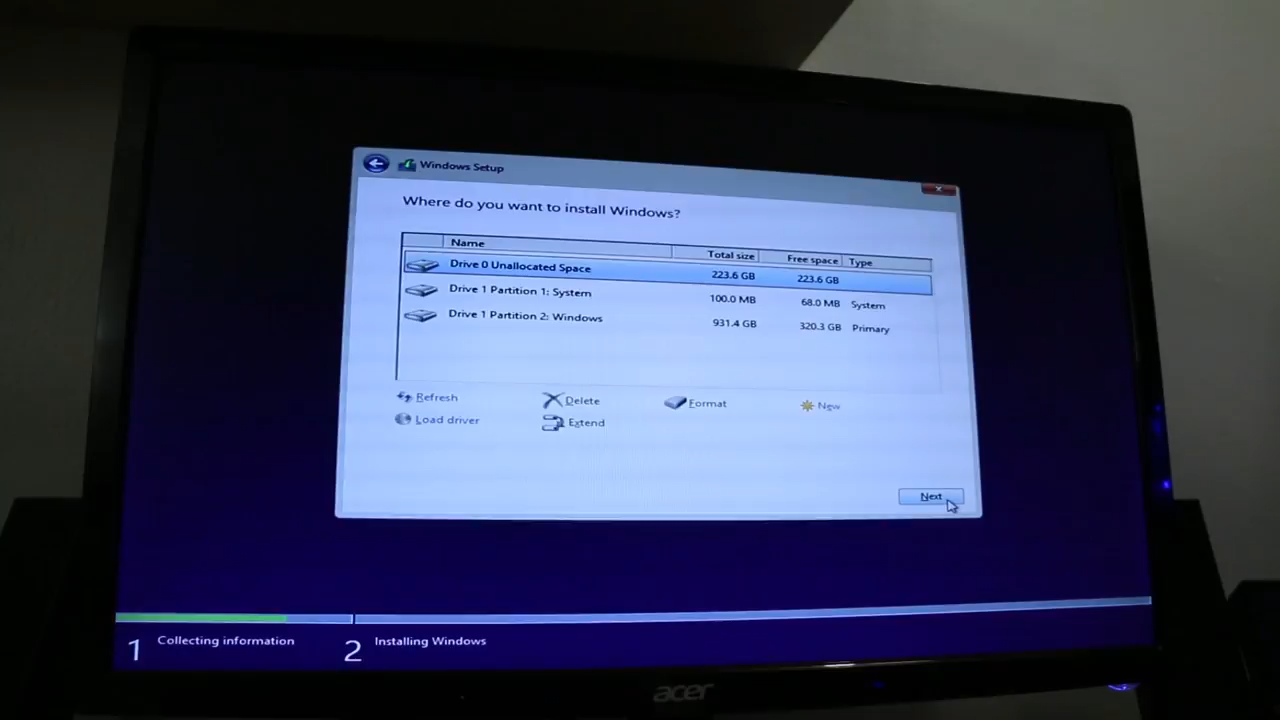 Windows Setup
Where do you want to install Windows?
Name Total size Free space Type
Drive 0 Unallocated Space 223.6 GB 223.6 GB
Drive 1 Partition 1: System 100.0 MB 68.0 MB System
Drive 1 Partition 2: Windows 931.4 GB 320.3 GB Primary
Refresh Delete Format New
Load driver Extend
Next
1 Collecting information 2 Installing Windows
acer